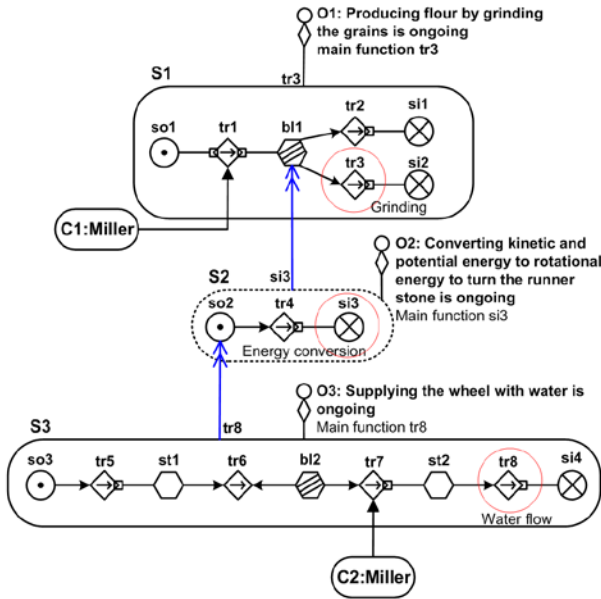 O1: Producing flour by grinding
the grains is ongoing
main function tr3
S1
tr3
so1 tr1 bl1 tr2 si1
tr3 si2
Grinding
C1:Miller
O2: Converting kinetic and
potential energy to rotational
energy to turn the runner
stone is ongoing
Main function si3
S2
si3
so2 tr4 si3
Energy conversion
O3: Supplying the wheel with water is
ongoing
Main function tr8
S3
tr8
so3 tr5 st1 tr6 bl2 tr7 st2 tr8 si4
Water flow
C2:Miller